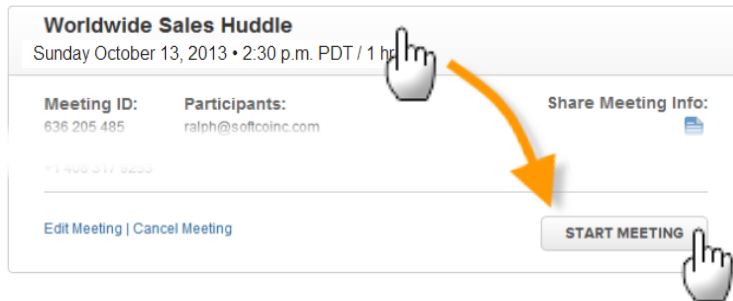 Worldwide Sales Huddle
Sunday October 13, 2013 • 2:30 p.m. PDT / 1 hr
Meeting ID: Participants: Share Meeting Info:
636 205 485 ralph@softcoinc.com
Edit Meeting | Cancel Meeting
START MEETING